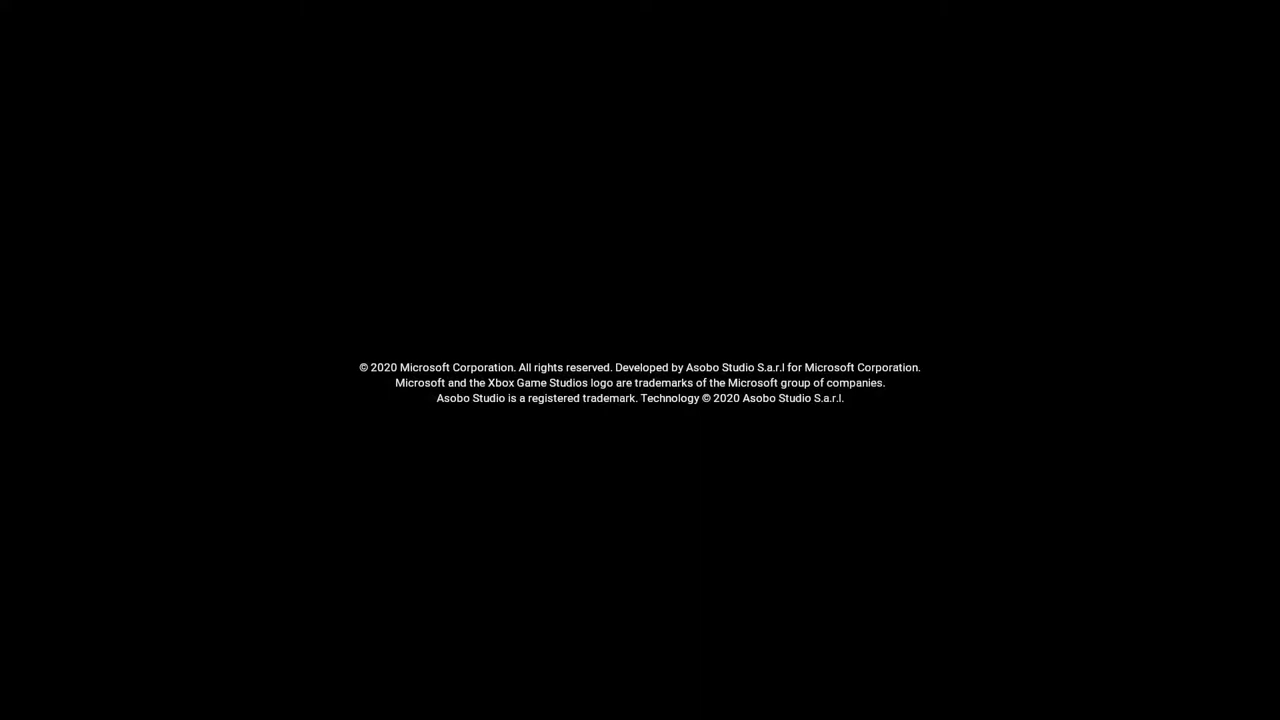 © 2020 Microsoft Corporation. All rights reserved. Developed by Asobo Studio S.a.r.l for Microsoft Corporation.
Microsoft and the Xbox Game Studios logo are trademarks of the Microsoft group of companies.
Asobo Studio is a registered trademark. Technology © 2020 Asobo Studio S.a.r.l.